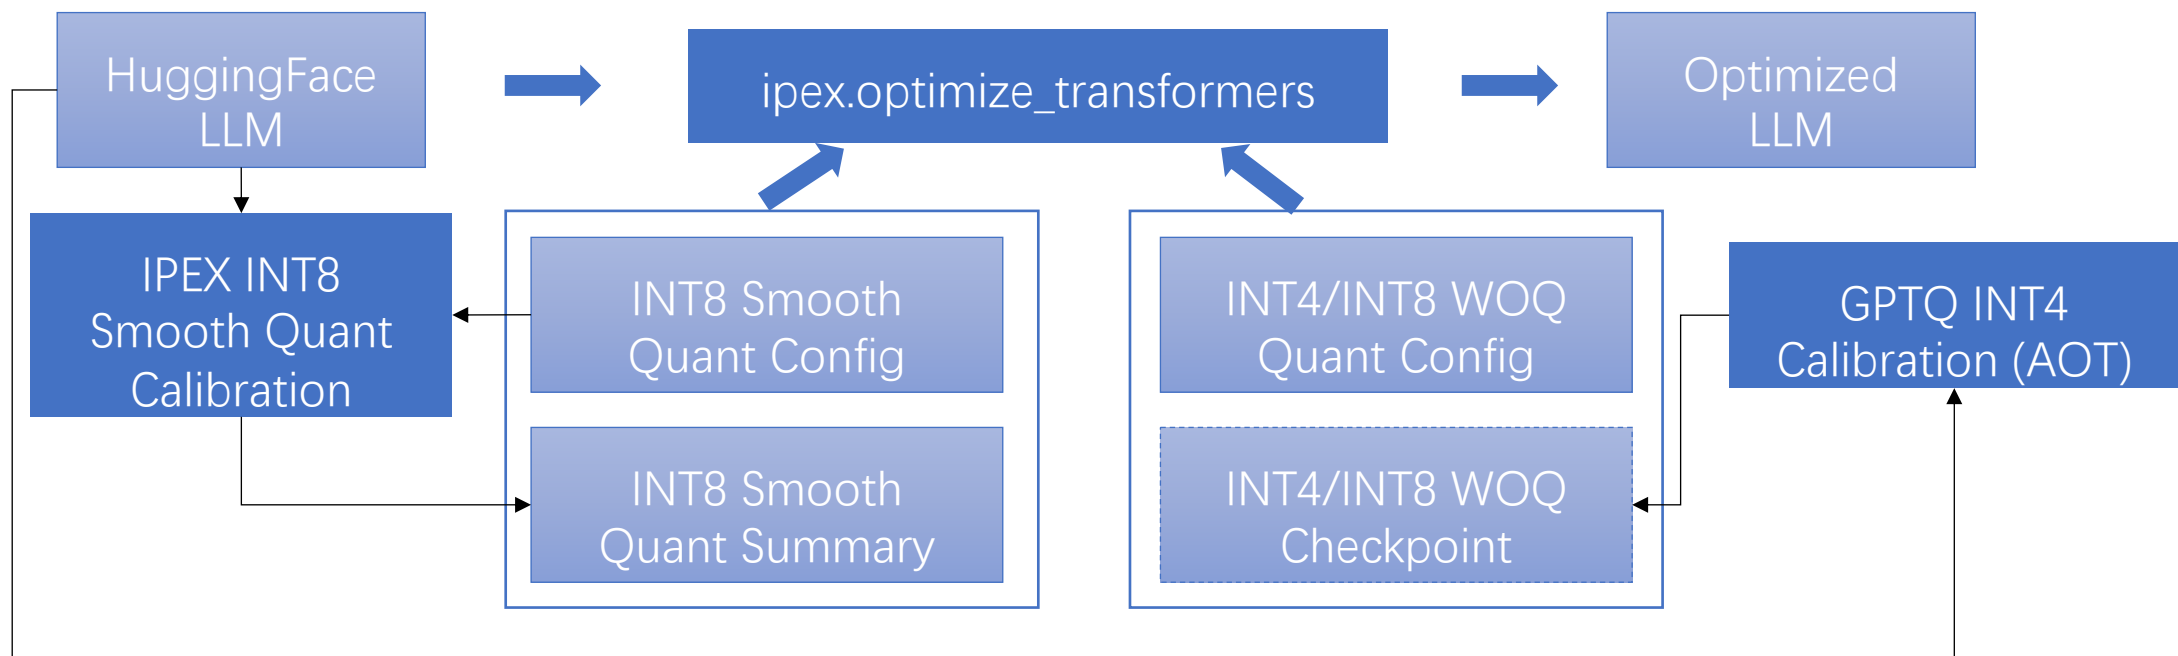 HuggingFace
LLM
ipex.optimize_transformers
Optimized
LLM
IPEX INT8
Smooth Quant
Calibration
INT8 Smooth
Quant Config
INT8 Smooth
Quant Summary
INT4/INT8 WOQ
Quant Config
INT4/INT8 WOQ
Checkpoint
GPTQ INT4
Calibration (AOT)